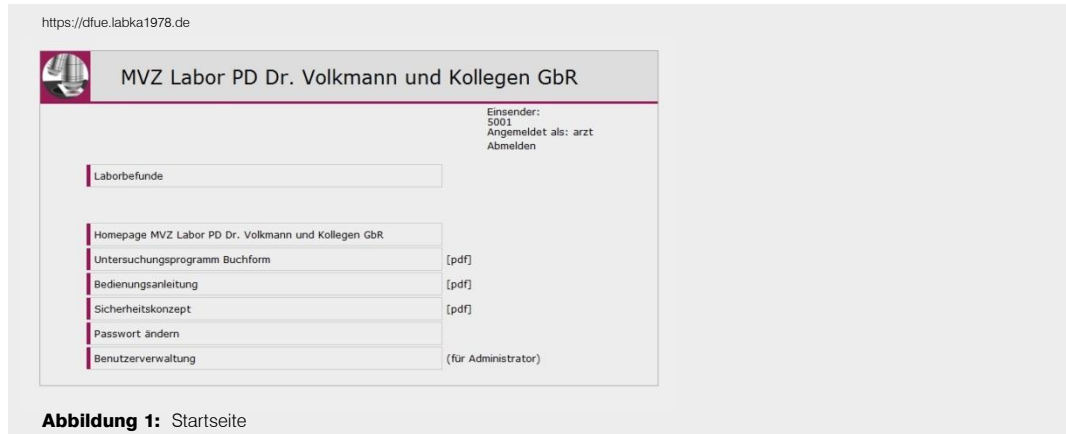 https://dfue.labka1978.de
MVZ Labor PD Dr. Volkmann und Kollegen GbR
Einsender:
5001
Angemeldet als: arzt
Abmelden
Laborbefunde
Homepage MVZ Labor PD Dr. Volkmann und Kollegen GbR
Untersuchungsprogramm Buchform [pdf]
Bedienungsanleitung [pdf]
Sicherheitskonzept [pdf]
Passwort ändern
Benutzerverwaltung (für Administrator)
Abbildung 1: Startseite